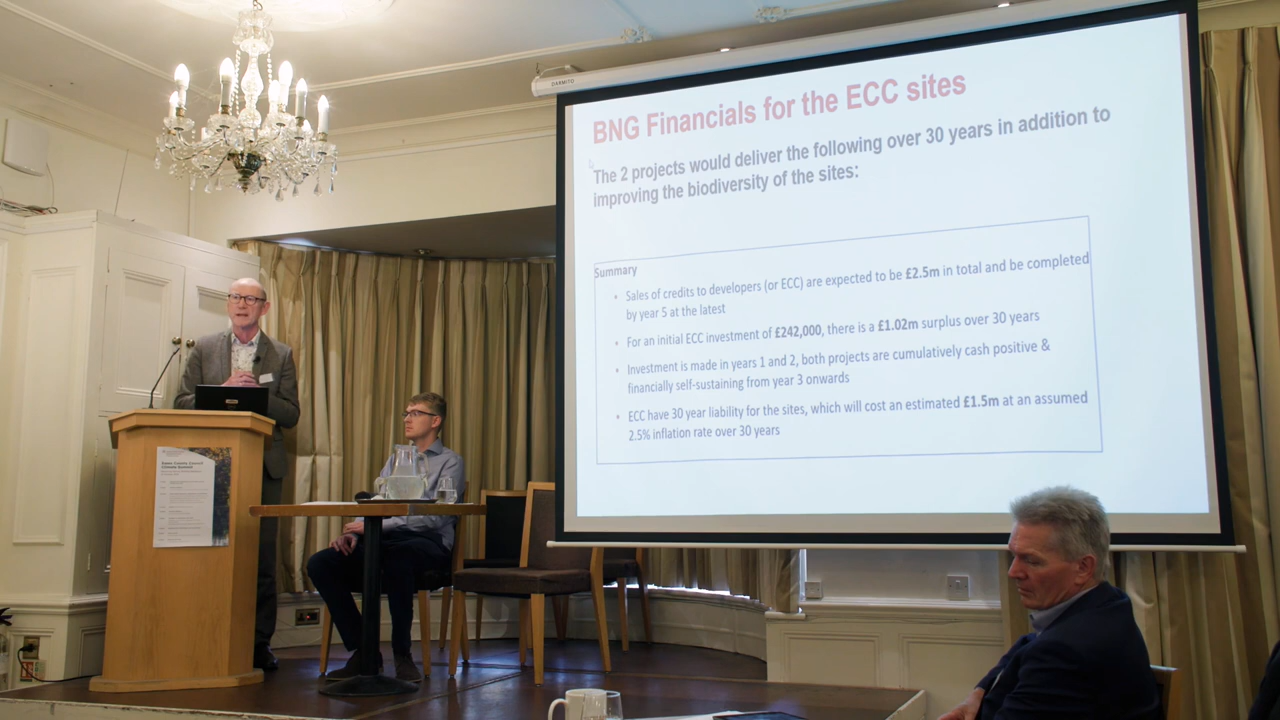 DARMITO
BNG Financials for the ECC sites
The 2 projects would deliver the following over 30 years in addition to
improving the biodiversity of the sites:
Summary
• Sales of credits to developers (or ECC) are expected to be £2.5m in total and be completed
by year 5 at the latest
• For an initial ECC investment of £242,000, there is a £1.02m surplus over 30 years
• Investment is made in years 1 and 2, both projects are cumulatively cash positive &
financially self-sustaining from year 3 onwards
• ECC have 30 year liability for the sites, which will cost an estimated £1.5m at an assumed
2.5% inflation rate over 30 years
County Council
Climate Summit